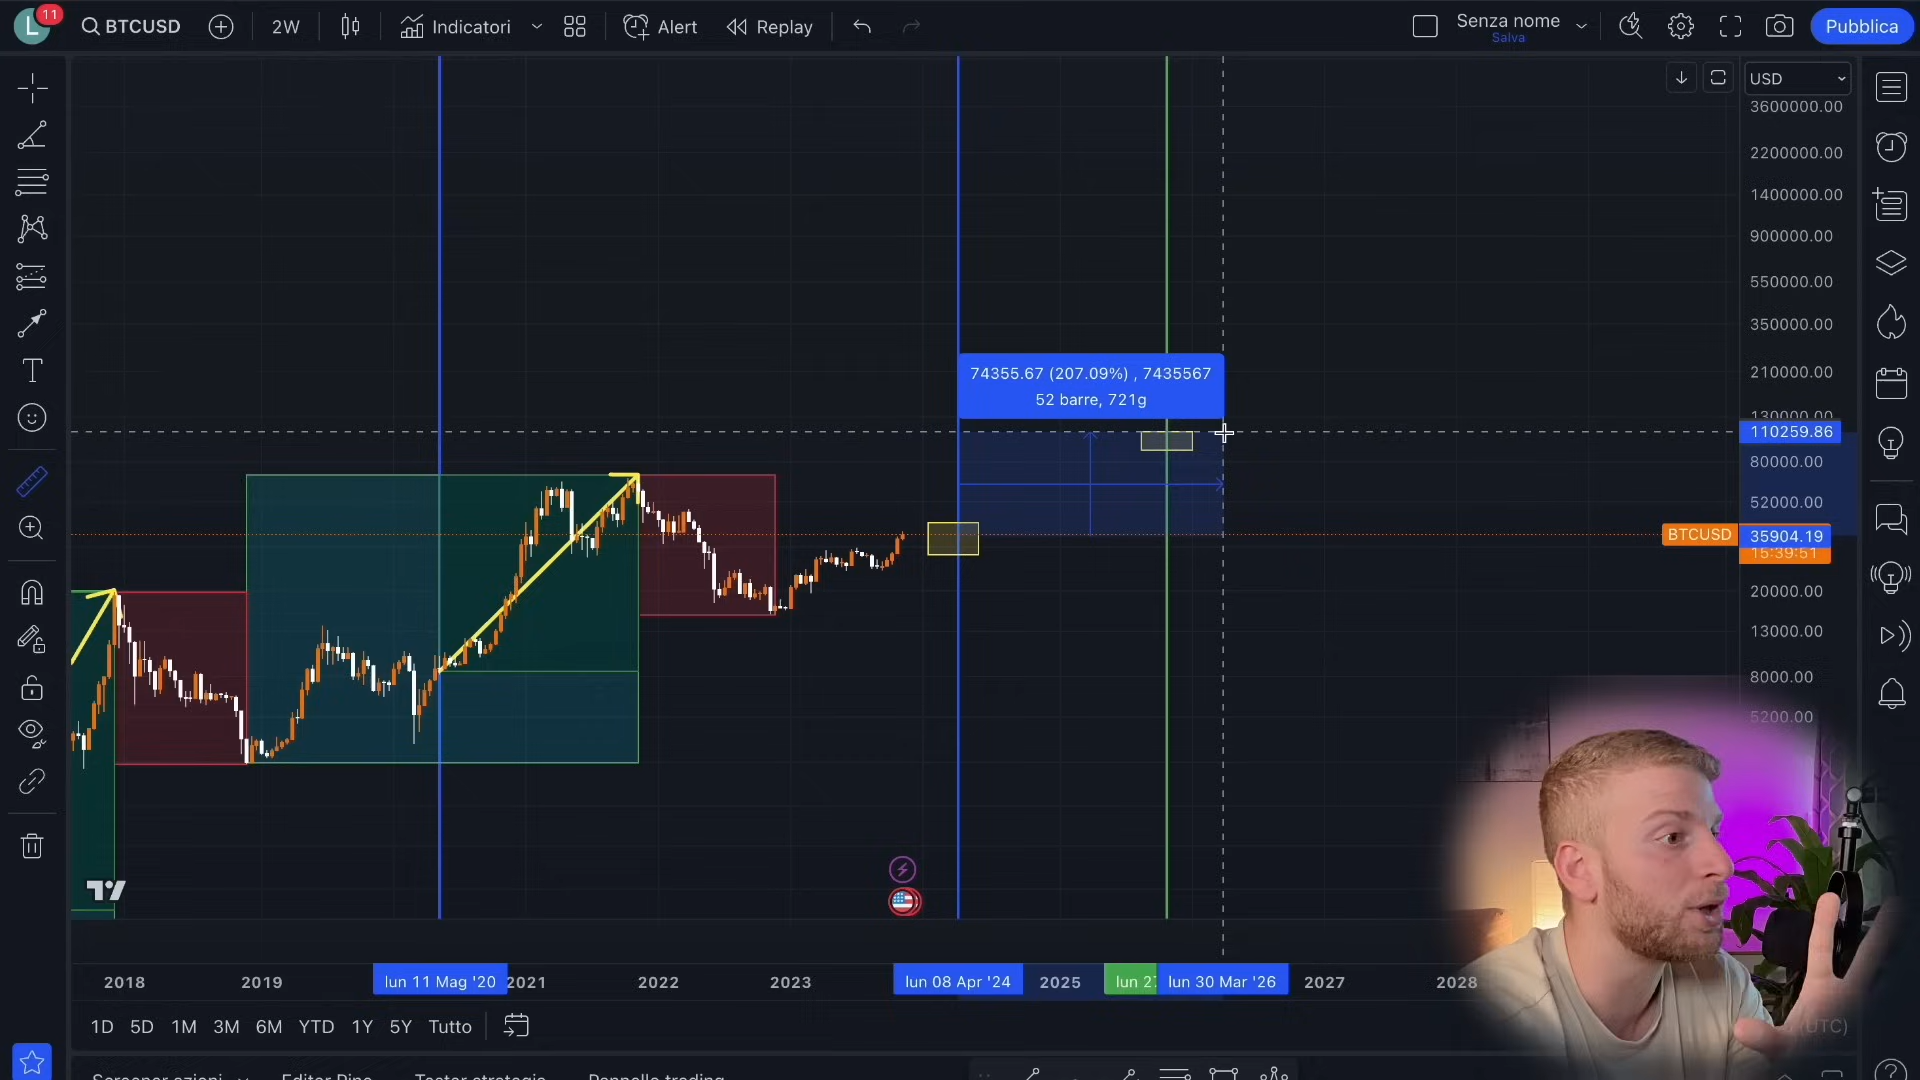 L
11
BTCUSD
2W
Indicatori
Alert
Replay
Senza nome
Salva
Pubblica
USD
3600000.00
2200000.00
1400000.00
900000.00
550000.00
350000.00
210000.00
130000.00
110259.86
80000.00
52000.00
BTCUSD
35904.19
15:39:51
20000.00
13000.00
8000.00
5200.00
74355.67 (207.09%) , 7435567
52 barre, 721g
2018
2019
lun 11 Mag '20
2021
2022
2023
lun 08 Apr '24
2025
lun 27
lun 30 Mar '26
2027
2028
1D
5D
1M
3M
6M
YTD
1Y
5Y
Tutto
(UTC)
Screener azioni
Editor Pine
Tester strategia
Pannello trading